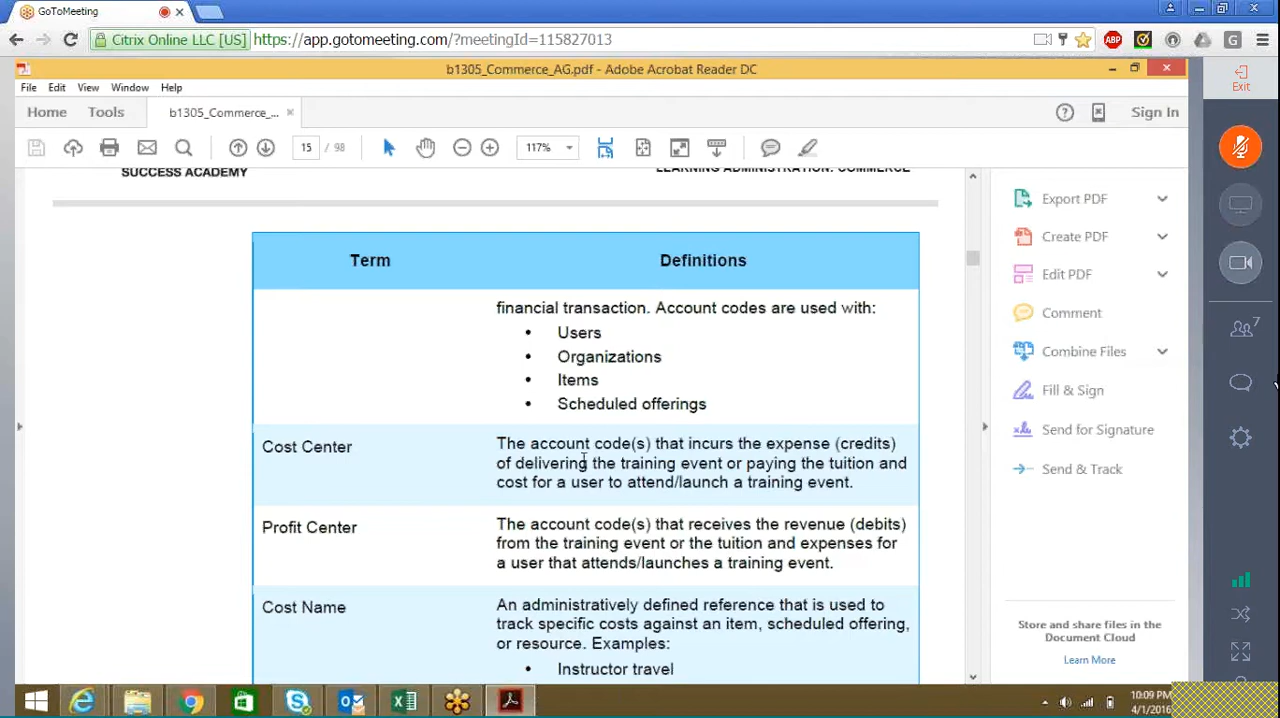 GoToMeeting
Citrix Online LLC [US] https://app.gotomeeting.com/?meetingId=115827013
ABP
G
b1305_Commerce_AG.pdf - Adobe Acrobat Reader DC
Exit
File Edit View Window Help
Home Tools b1305_Commerce_... Sign In
15 / 98 117%
SUCCESS ACADEMY LEARNING ADMINISTRATION: COMMERCE
Term Definitions
financial transaction. Account codes are used with:
• Users
• Organizations
• Items
• Scheduled offerings
Cost Center
The account code(s) that incurs the expense (credits)
of delivering the training event or paying the tuition and
cost for a user to attend/launch a training event.
Profit Center
The account code(s) that receives the revenue (debits)
from the training event or the tuition and expenses for
a user that attends/launches a training event.
Cost Name
An administratively defined reference that is used to
track specific costs against an item, scheduled offering,
or resource. Examples:
• Instructor travel
Export PDF
Create PDF
Edit PDF
Comment
Combine Files
Fill & Sign
Send for Signature
Send & Track
Store and share files in the
Document Cloud
Learn More
7
10:09 PM
4/1/2016